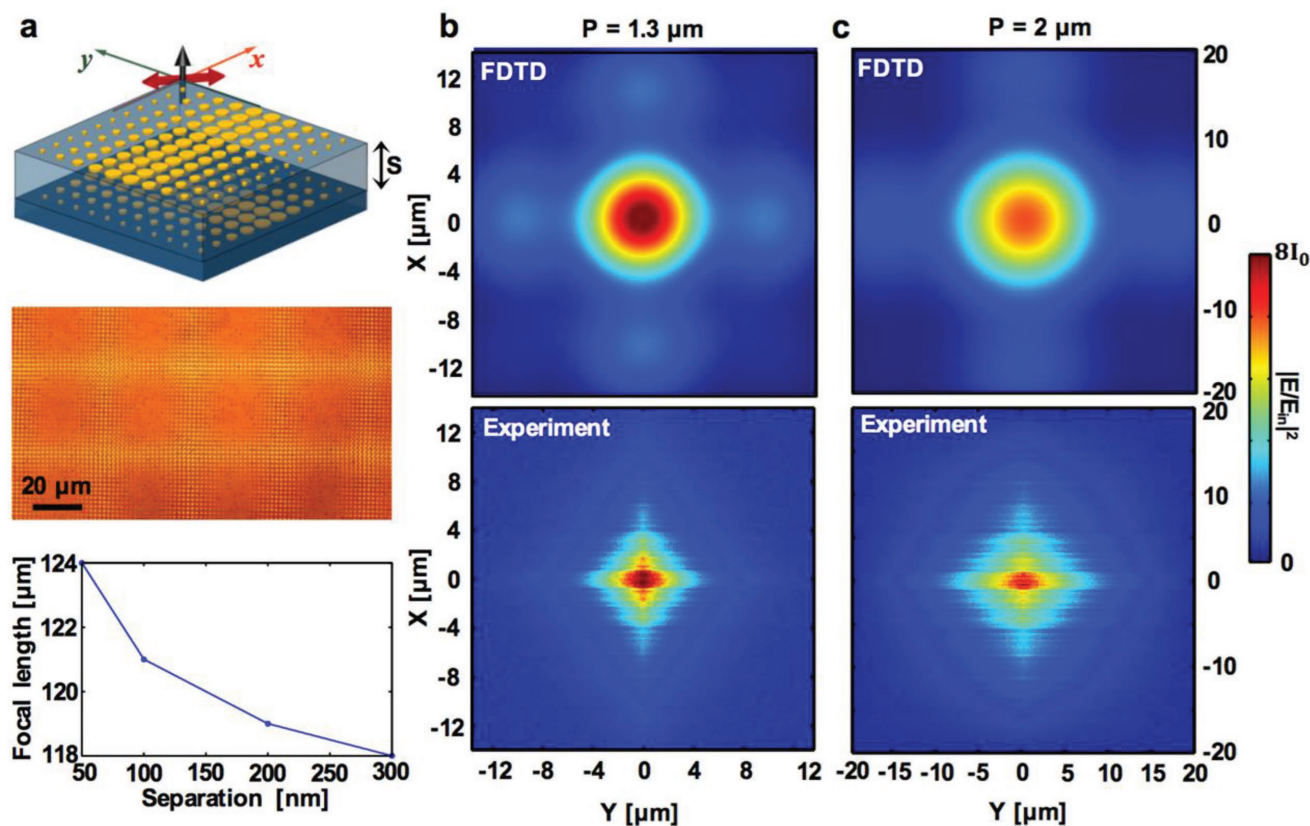 a
y
x
S
20 μm
Focal length [μm]
124
122
120
118
50 100 150 200 250 300
Separation [nm]
b
P = 1.3 μm
FDTD
X [μm]
12
8
4
0
-4
-8
-12
Experiment
X [μm]
12
8
4
0
-4
-8
-12
-12 -8 -4 0 4 8 12
Y [μm]
c
P = 2 μm
FDTD
20
10
0
-10
-20
Experiment
20
10
0
-10
-20
-20 -15 -10 -5 0 5 10 15 20
Y [μm]
8I₀
|E/Eᵢₙ|²
0